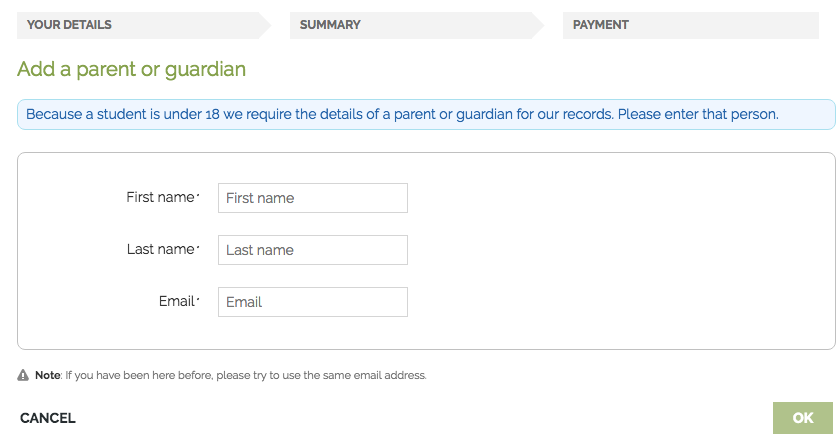 YOUR DETAILS SUMMARY PAYMENT
Add a parent or guardian
Because a student is under 18 we require the details of a parent or guardian for our records. Please enter that person.
First name* First name
Last name* Last name
Email* Email
Note: If you have been here before, please try to use the same email address.
CANCEL OK